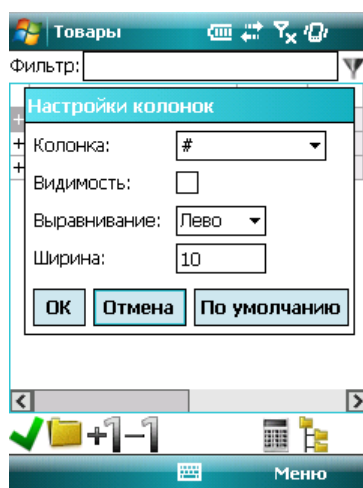 Товары
Фильтр:
Настройки колонок
Колонка: #
Видимость:
Выравнивание: Лево
Ширина: 10
ОК Отмена По умолчанию
+1 −1
Меню